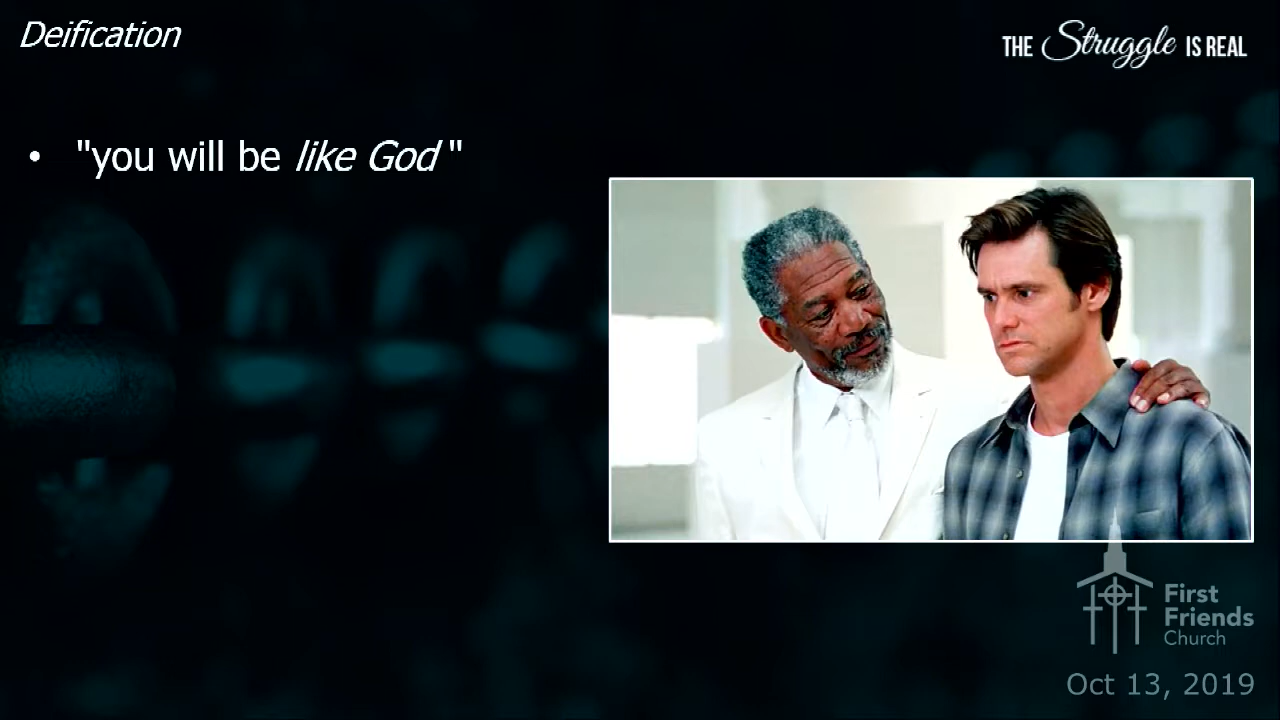 Deification
THE Struggle IS REAL
• "you will be like God "
First
Friends
Church
Oct 13, 2019